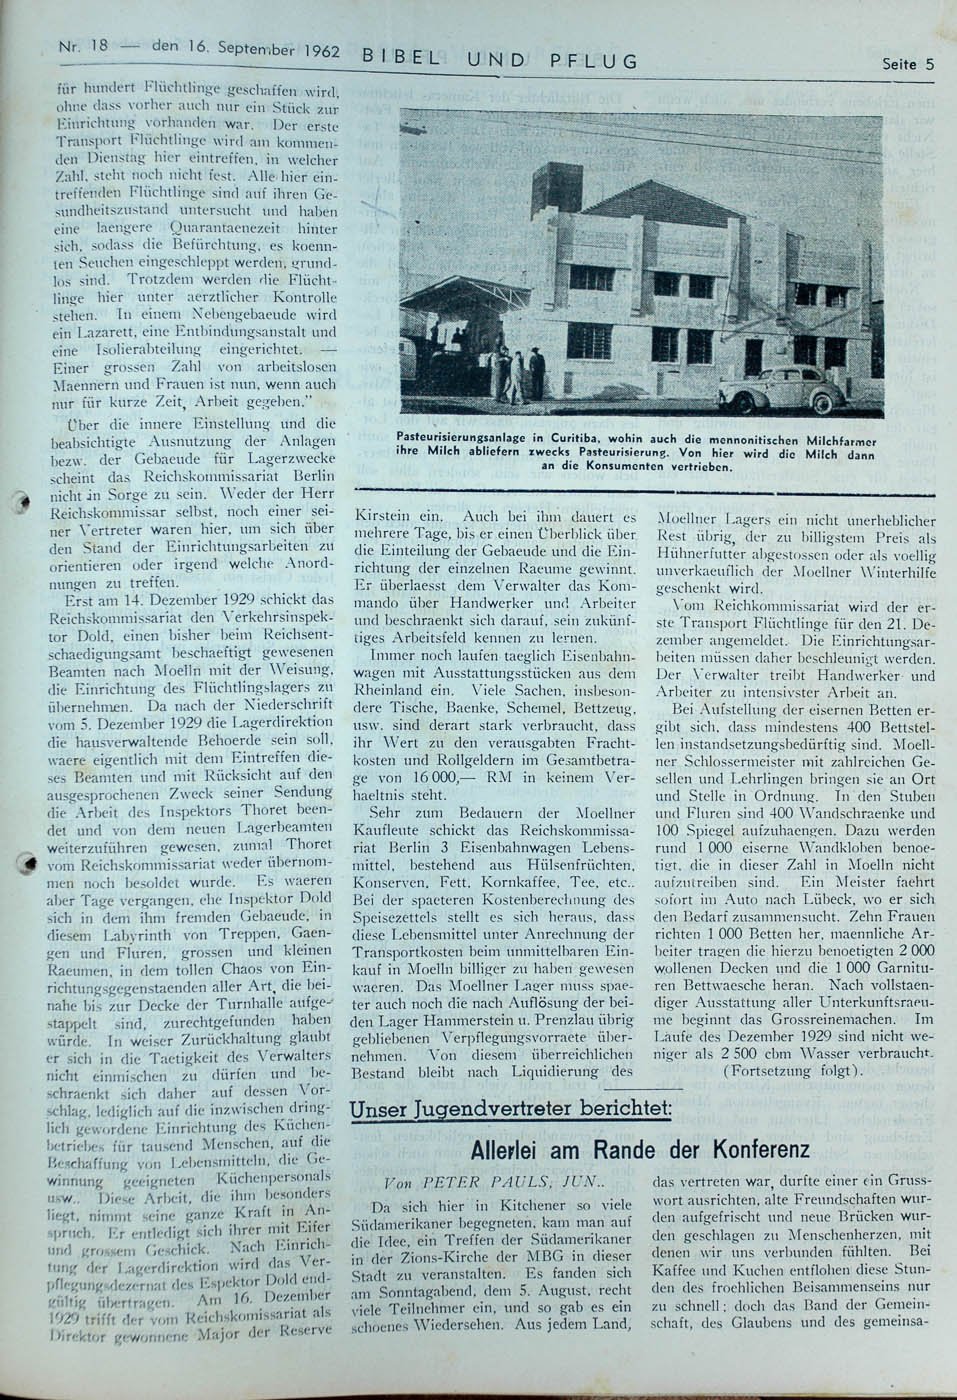 Nr. 18 — den 16. September 1962 BIBEL UND PFLUG Seite 5
für hundert Flüchtlinge geschaffen wird,
ohne dass vorher auch nur ein Stück zur
Einrichtung vorhanden war. Der erste
Transport Flüchtlinge wird am kommen-
den Dienstag hier eintreffen, in welcher
Zahl, steht noch nicht fest. Alle hier ein-
treffenden Flüchtlinge sind auf ihren Ge-
sundheitszustand untersucht und haben
eine laengere Quarantaenezeit hinter
sich, sodass die Befürchtung, es koenn-
ten Seuchen eingeschleppt werden, grund-
los sind. Trotzdem werden die Flücht-
linge hier unter aerztlicher Kontrolle
stehen. In einem Nebengebaeude wird
ein Lazarett, eine Entbindungsanstalt und
eine Isolierabteilung eingerichtet. —
Einer grossen Zahl von arbeitslosen
Maennern und Frauen ist nun, wenn auch
nur für kurze Zeit, Arbeit gegeben."
Über die innere Einstellung und die
beabsichtigte Ausnutzung der Anlagen
bezw. der Gebaeude für Lagerzwecke
scheint das Reichskommissariat Berlin
nicht in Sorge zu sein. Weder der Herr
Reichskommissar selbst, noch einer sei-
ner Vertreter waren hier, um sich über
den Stand der Einrichtungsarbeiten zu
orientieren oder irgend welche Anord-
nungen zu treffen.
Erst am 14. Dezember 1929 schickt das
Reichskommissariat den Verkehrsinspek-
tor Dold, einen bisher beim Reichsent-
schaedigungsamt beschaeftigt gewesenen
Beamten nach Moelln mit der Weisung,
die Einrichtung des Flüchtlingslagers zu
übernehmen. Da nach der Niederschrift
vom 5. Dezember 1929 die Lagerdirektion
die hausverwaltende Behoerde sein soll,
waere eigentlich mit dem Eintreffen die-
ses Beamten und mit Rücksicht auf den
ausgesprochenen Zweck seiner Sendung
die Arbeit des Inspektors Thoret been-
det und von dem neuen Lagerbeamten
weiterzuführen gewesen, zumal Thoret
vom Reichskommissariat weder übernom-
men noch besoldet wurde. Es waeren
aber Tage vergangen, ehe Inspektor Dold
sich in dem ihm fremden Gebaeude, in
diesem Labyrinth von Treppen, Gaen-
gen und Fluren, grossen und kleinen
Raeumen, in dem tollen Chaos von Ein-
richtungsgegenstaenden aller Art, die bei-
nahe bis zur Decke der Turnhalle aufge-
stappelt sind, zurechtgefunden haben
würde. In weiser Zurückhaltung glaubt
er sich in die Taetigkeit des Verwalters
nicht einmischen zu dürfen und be-
schraenkt sich daher auf dessen Vor-
schlag, lediglich auf die inzwischen dring-
lich gewordene Einrichtung des Küchen-
betriebes für tausend Menschen, auf die
Beschaffung von Lebensmitteln, die Ge-
winnung geeigneten Küchenpersonals
usw.. Diese Arbeit, die ihm besonders
liegt, nimmt seine ganze Kraft in An-
spruch. Er entledigt sich ihrer mit Eifer
und grossem Geschick. Nach Einrich-
tung der Lagerdirektion wird das Ver-
pflegungsdezernat des Espektor Dold end-
gültig übertragen. Am 16. Dezember
1929 trifft der vom Reichskomissariat als
Direktor gewonnene Major der Reserve
Pasteurisierungsanlage in Curitiba, wohin auch die mennonitischen Milchfarmer
ihre Milch abliefern zwecks Pasteurisierung. Von hier wird die Milch dann
an die Konsumenten vertrieben.
Kirstein ein. Auch bei ihm dauert es
mehrere Tage, bis er einen Überblick über
die Einteilung der Gebaeude und die Ein-
richtung der einzelnen Raeume gewinnt.
Er überlaesst dem Verwalter das Kom-
mando über Handwerker und Arbeiter
und beschraenkt sich darauf, sein zukünf-
tiges Arbeitsfeld kennen zu lernen.
Immer noch laufen taeglich Eisenbahn-
wagen mit Ausstattungsstücken aus dem
Rheinland ein. Viele Sachen, insbeson-
dere Tische, Baenke, Schemel, Bettzeug,
usw. sind derart stark verbraucht, dass
ihr Wert zu den verausgabten Fracht-
kosten und Rollgeldern im Gesamtbetra-
ge von 16 000,— RM in keinem Ver-
haeltnis steht.
Sehr zum Bedauern der Moellner
Kaufleute schickt das Reichskommissa-
riat Berlin 3 Eisenbahnwagen Lebens-
mittel, bestehend aus Hülsenfrüchten,
Konserven, Fett, Kornkaffee, Tee, etc..
Bei der spaeteren Kostenberechnung des
Speisezettels stellt es sich heraus, dass
diese Lebensmittel unter Anrechnung der
Transportkosten beim unmittelbaren Ein-
kauf in Moelln billiger zu haben gewesen
waeren. Das Moellner Lager muss spae-
ter auch noch die nach Auflösung der bei-
den Lager Hammerstein u. Prenzlau übrig
gebliebenen Verpflegungsvorraete über-
nehmen. Von diesem überreichlichen
Bestand bleibt nach Liquidierung des
Moellner Lagers ein nicht unerheblicher
Rest übrig, der zu billigstem Preis als
Hühnerfutter abgestossen oder als voellig
unverkaeuflich der Moellner Winterhilfe
geschenkt wird.
Vom Reichkommissariat wird der er-
ste Transport Flüchtlinge für den 21. De-
zember angemeldet. Die Einrichtungsar-
beiten müssen daher beschleunigt werden.
Der Verwalter treibt Handwerker und
Arbeiter zu intensivster Arbeit an.
Bei Aufstellung der eisernen Betten er-
gibt sich, dass mindestens 400 Bettstel-
len instandsetzungsbedürftig sind. Moell-
ner Schlossermeister mit zahlreichen Ge-
sellen und Lehrlingen bringen sie an Ort
und Stelle in Ordnung. In den Stuben
und Fluren sind 400 Wandschraenke und
100 Spiegel aufzuhaengen. Dazu werden
rund 1 000 eiserne Wandkloben benoe-
tigt, die in dieser Zahl in Moelln nicht
aufzutreiben sind. Ein Meister faehrt
sofort im Auto nach Lübeck, wo er sich
den Bedarf zusammensucht. Zehn Frauen
richten 1 000 Betten her, maennliche Ar-
beiter tragen die hierzu benoetigten 2 000
wollenen Decken und die 1 000 Garnitu-
ren Bettwaesche heran. Nach vollstaen-
diger Ausstattung aller Unterkunftsraeu-
me beginnt das Grossreinemachen. Im
Laufe des Dezember 1929 sind nicht we-
niger als 2 500 cbm Wasser verbraucht.
(Fortsetzung folgt).
Unser Jugendvertreter berichtet:
Allerlei am Rande der Konferenz
Von PETER PAULS, JUN..
Da sich hier in Kitchener so viele
Südamerikaner begegneten, kam man auf
die Idee, ein Treffen der Südamerikaner
in der Zions-Kirche der MBG in dieser
Stadt zu veranstalten. Es fanden sich
am Sonntagabend, dem 5. August, recht
viele Teilnehmer ein, und so gab es ein
schoenes Wiedersehen. Aus jedem Land,
das vertreten war, durfte einer ein Gruss-
wort ausrichten, alte Freundschaften wur-
den aufgefrischt und neue Brücken wur-
den geschlagen zu Menschenherzen, mit
denen wir uns verbunden fühlten. Bei
Kaffee und Kuchen entflohen diese Stun-
den des froehlichen Beisammenseins nur
zu schnell; doch das Band der Gemein-
schaft, des Glaubens und des gemeinsa-